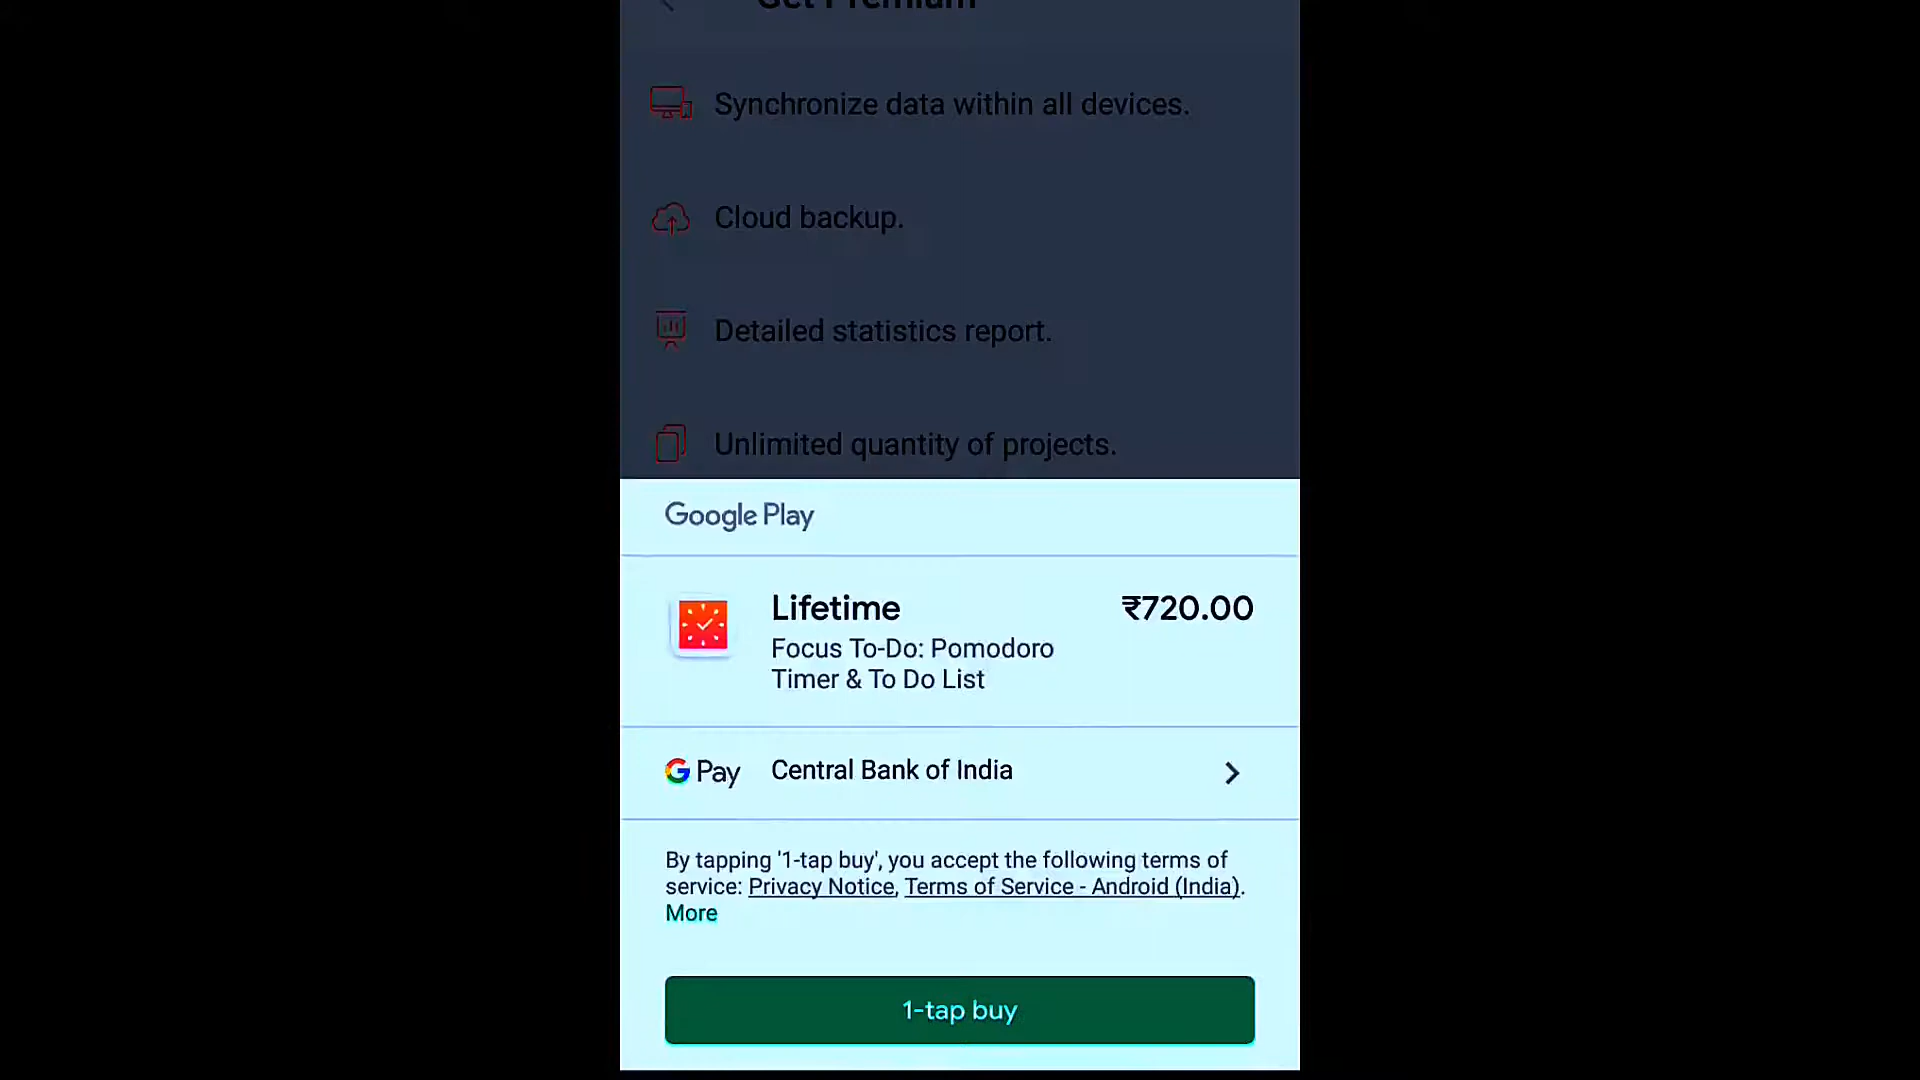 Get Premium
Synchronize data within all devices.
Cloud backup.
Detailed statistics report.
Unlimited quantity of projects.
Google Play
Lifetime
₹720.00
Focus To-Do: Pomodoro
Timer & To Do List
G Pay
Central Bank of India
By tapping '1-tap buy', you accept the following terms of
service: Privacy Notice, Terms of Service - Android (India).
More
1-tap buy